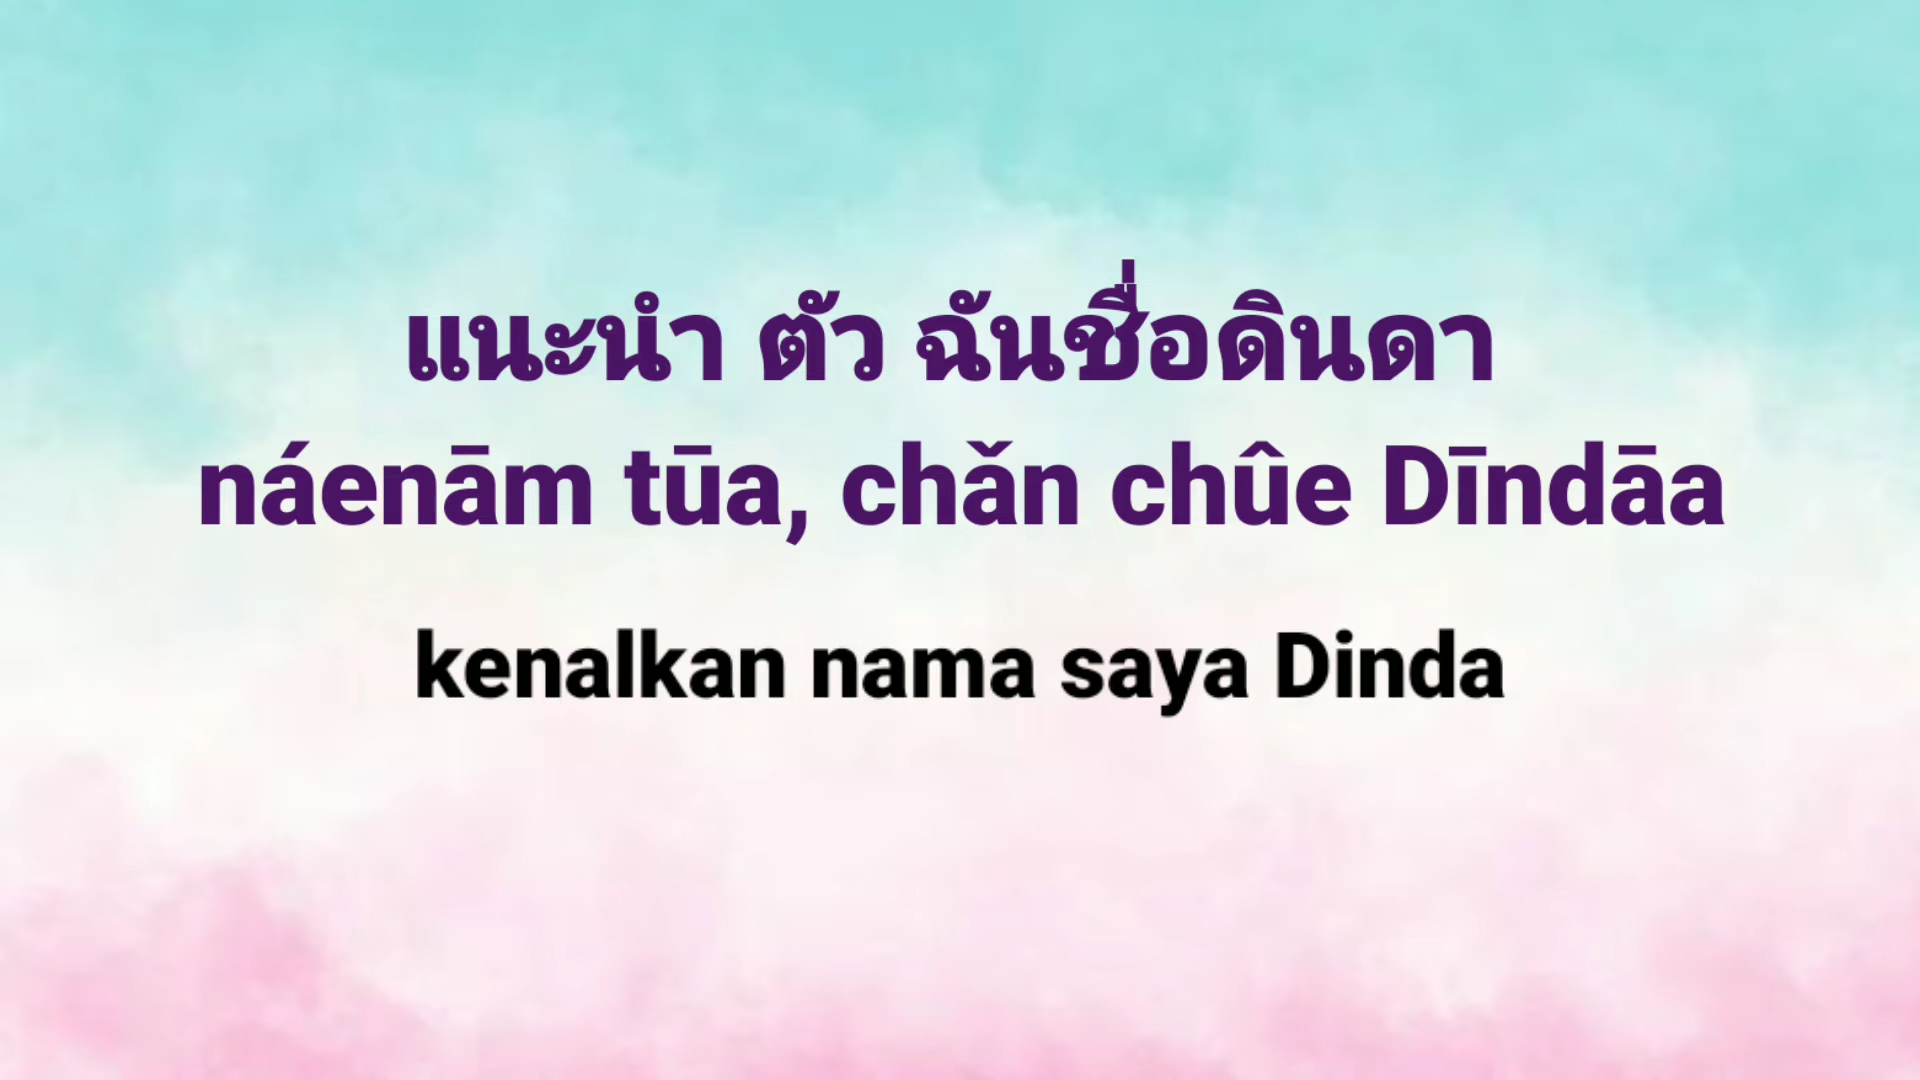 แนะนำ ตัว ฉันชื่อดินดา
náenām tūa, chǎn chûe Dīndāa
kenalkan nama saya Dinda